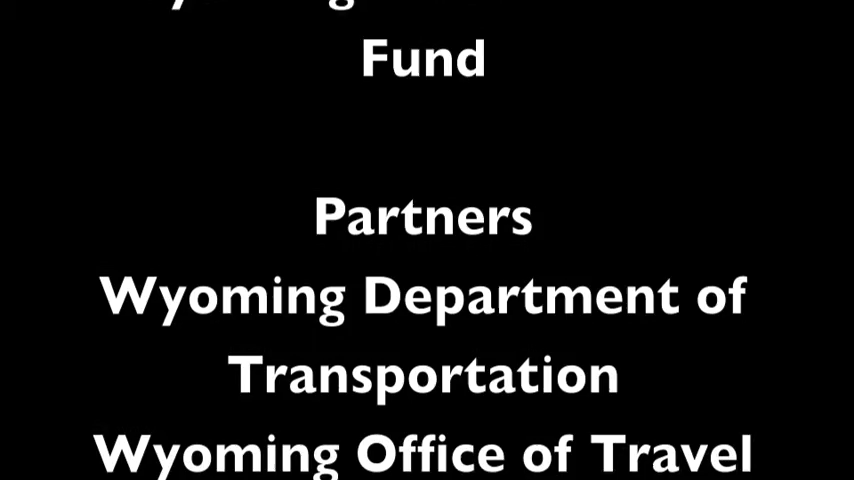 Fund
Partners
Wyoming Department of
Transportation
Wyoming Office of Travel